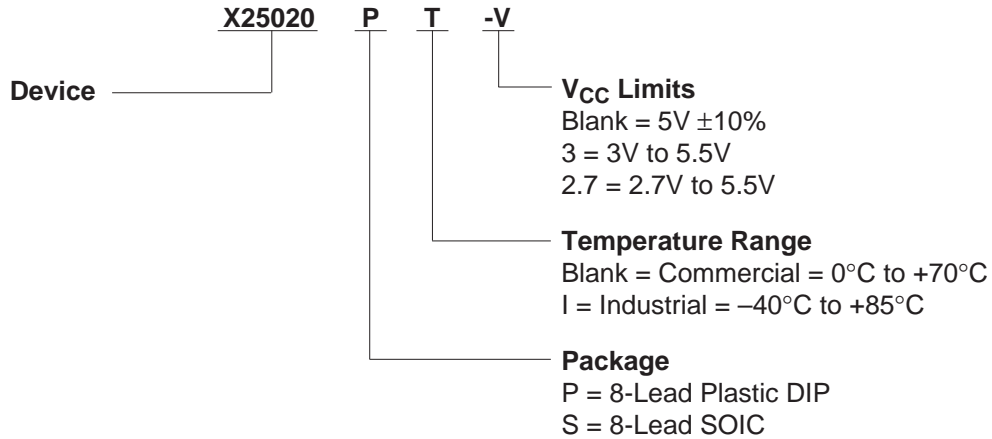 X25020 P T -V
Device
VCC Limits
Blank = 5V ±10%
3 = 3V to 5.5V
2.7 = 2.7V to 5.5V
Temperature Range
Blank = Commercial = 0°C to +70°C
I = Industrial = –40°C to +85°C
Package
P = 8-Lead Plastic DIP
S = 8-Lead SOIC